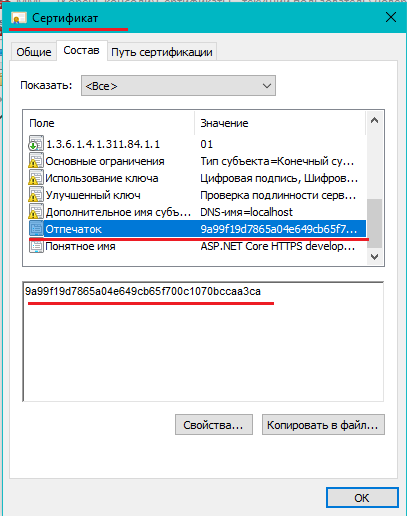 Сертификат
Общие Состав Путь сертификации
Показать: <Все>
Поле Значение
1.3.6.1.4.1.311.84.1.1 01
Основные ограничения Тип субъекта=Конечный су...
Использование ключа Цифровая подпись, Шифров...
Улучшенный ключ Проверка подлинности серв...
Дополнительное имя субъ... DNS-имя=localhost
Отпечаток 9a99f19d7865a04e649cb65f7...
Понятное имя ASP.NET Core HTTPS develop...
9a99f19d7865a04e649cb65f700c1070bccaa3ca
Свойства... Копировать в файл...
ОК